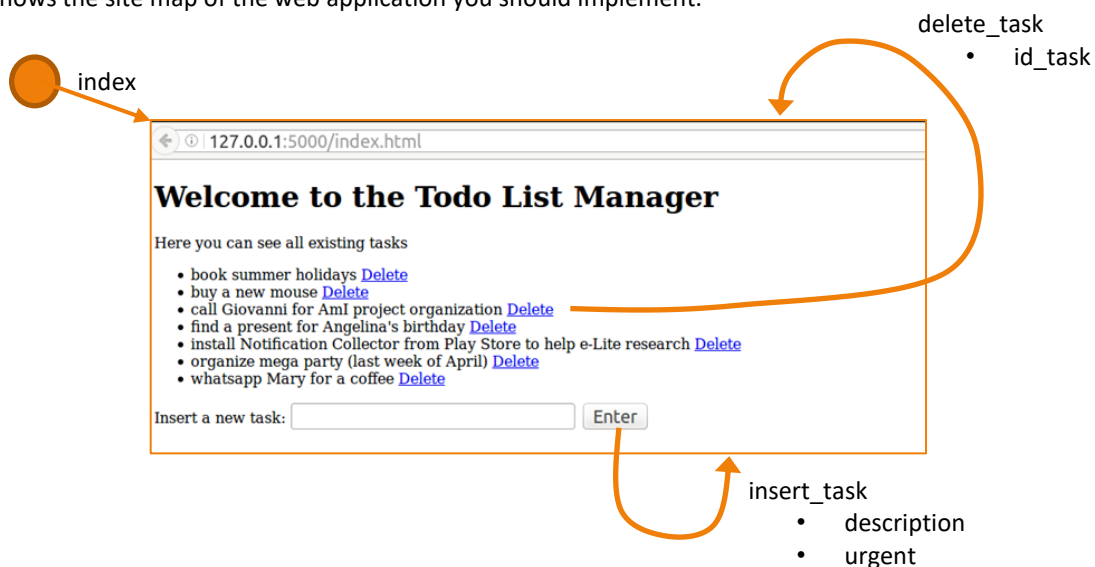 hows the site map of the web application you should implement.
delete_task
• id_task
index
127.0.0.1:5000/index.html
Welcome to the Todo List Manager
Here you can see all existing tasks
• book summer holidays Delete
• buy a new mouse Delete
• call Giovanni for AmI project organization Delete
• find a present for Angelina's birthday Delete
• install Notification Collector from Play Store to help e-Lite research Delete
• organize mega party (last week of April) Delete
• whatsapp Mary for a coffee Delete
Insert a new task: Enter
insert_task
• description
• urgent